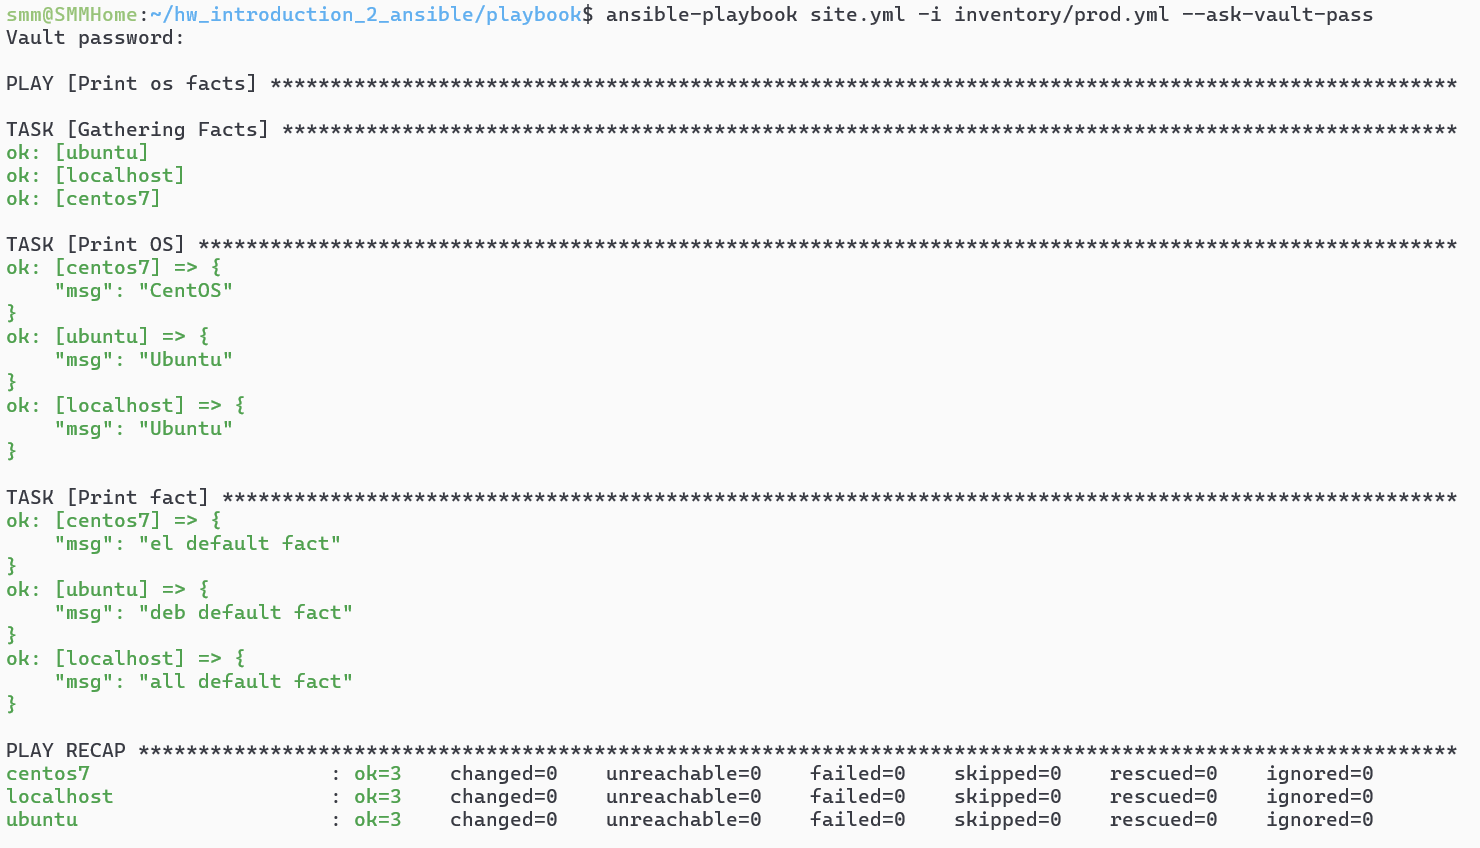 smm@SMMHome:~/hw_introduction_2_ansible/playbook$ ansible-playbook site.yml -i inventory/prod.yml --ask-vault-pass
Vault password:

PLAY [Print os facts] ***************************************************************************************************

TASK [Gathering Facts] **************************************************************************************************
ok: [ubuntu]
ok: [localhost]
ok: [centos7]

TASK [Print OS] *********************************************************************************************************
ok: [centos7] => {
    "msg": "CentOS"
}
ok: [ubuntu] => {
    "msg": "Ubuntu"
}
ok: [localhost] => {
    "msg": "Ubuntu"
}

TASK [Print fact] *******************************************************************************************************
ok: [centos7] => {
    "msg": "el default fact"
}
ok: [ubuntu] => {
    "msg": "deb default fact"
}
ok: [localhost] => {
    "msg": "all default fact"
}

PLAY RECAP **************************************************************************************************************
centos7                    : ok=3    changed=0    unreachable=0    failed=0    skipped=0    rescued=0    ignored=0
localhost                  : ok=3    changed=0    unreachable=0    failed=0    skipped=0    rescued=0    ignored=0
ubuntu                     : ok=3    changed=0    unreachable=0    failed=0    skipped=0    rescued=0    ignored=0